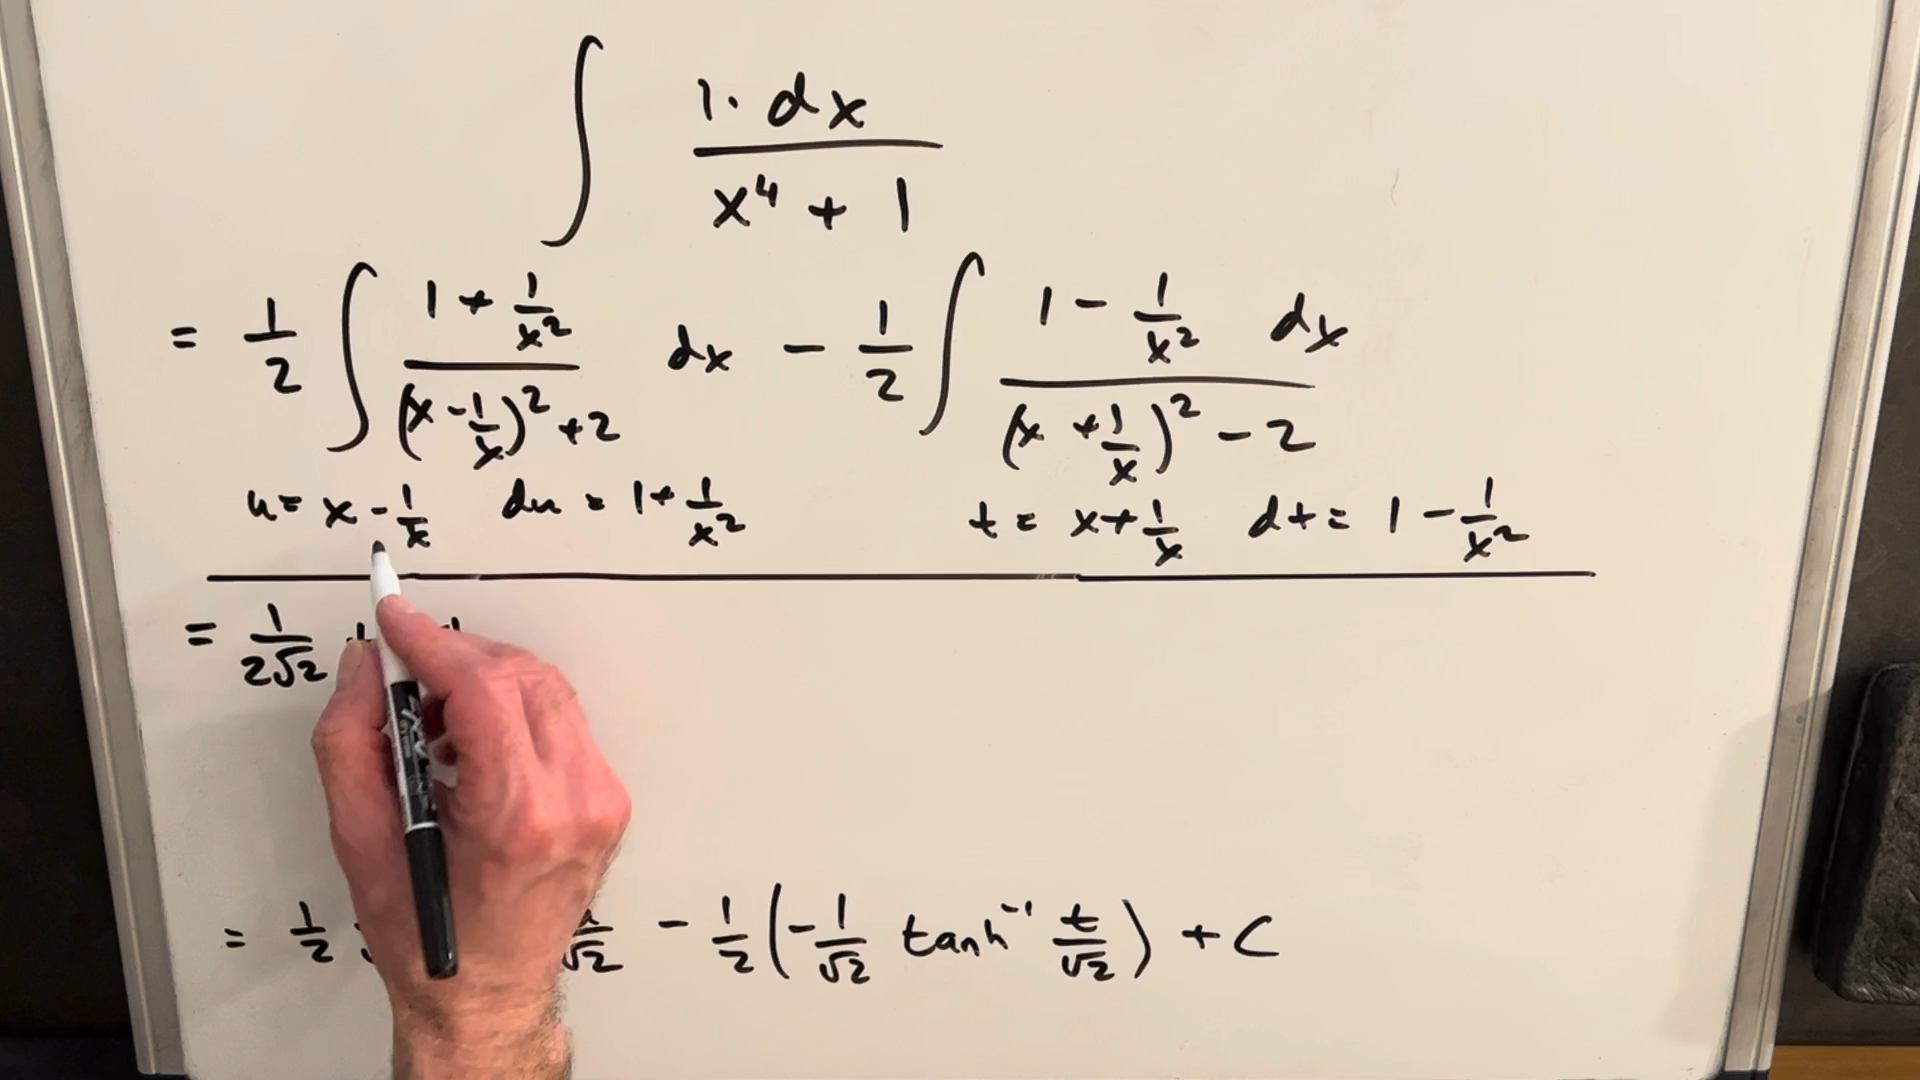 ∫ 1· dx / (x⁴ + 1)
= 1/2 ∫ (1 + 1/x²) / ((x - 1/x)² + 2) dx - 1/2 ∫ (1 - 1/x²) dx / ((x + 1/x)² - 2)
u = x - 1/x   du = 1 + 1/x²   t = x + 1/x   dt = 1 - 1/x²
= 1/(2√2)
= 1/2 /√2 - 1/2 (- 1/√2 tanh⁻¹ t/√2) + C